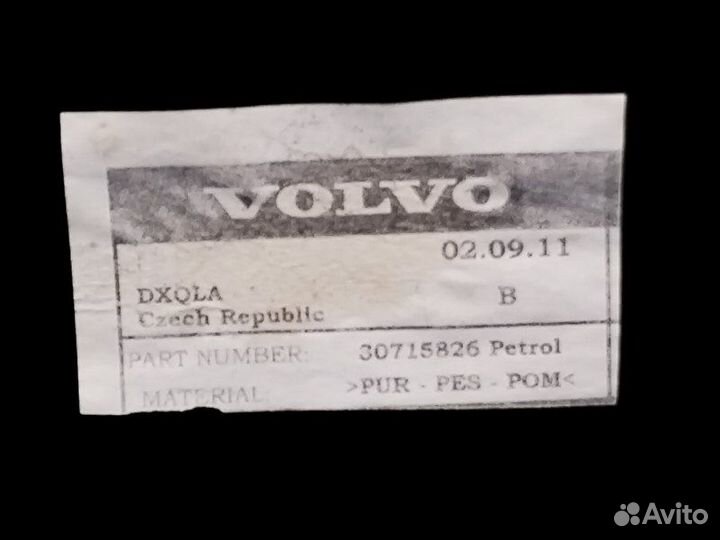 VOLVO
02.09.11
DXQLA B
Czech Republic
PART NUMBER: 30715826 Petrol
MATERIAL: >PUR - PES - POM<
Avito